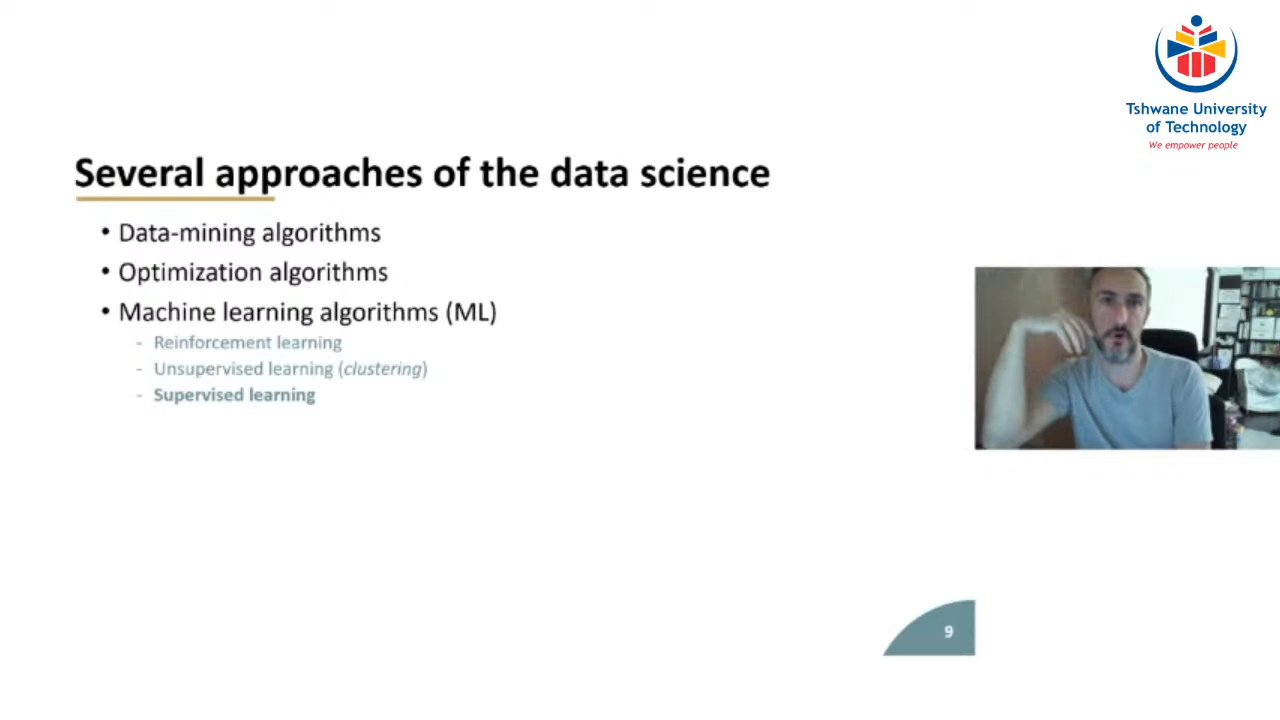 Tshwane University
of Technology
We empower people
Several approaches of the data science
• Data-mining algorithms
• Optimization algorithms
• Machine learning algorithms (ML)
- Reinforcement learning
- Unsupervised learning (clustering)
- Supervised learning
9